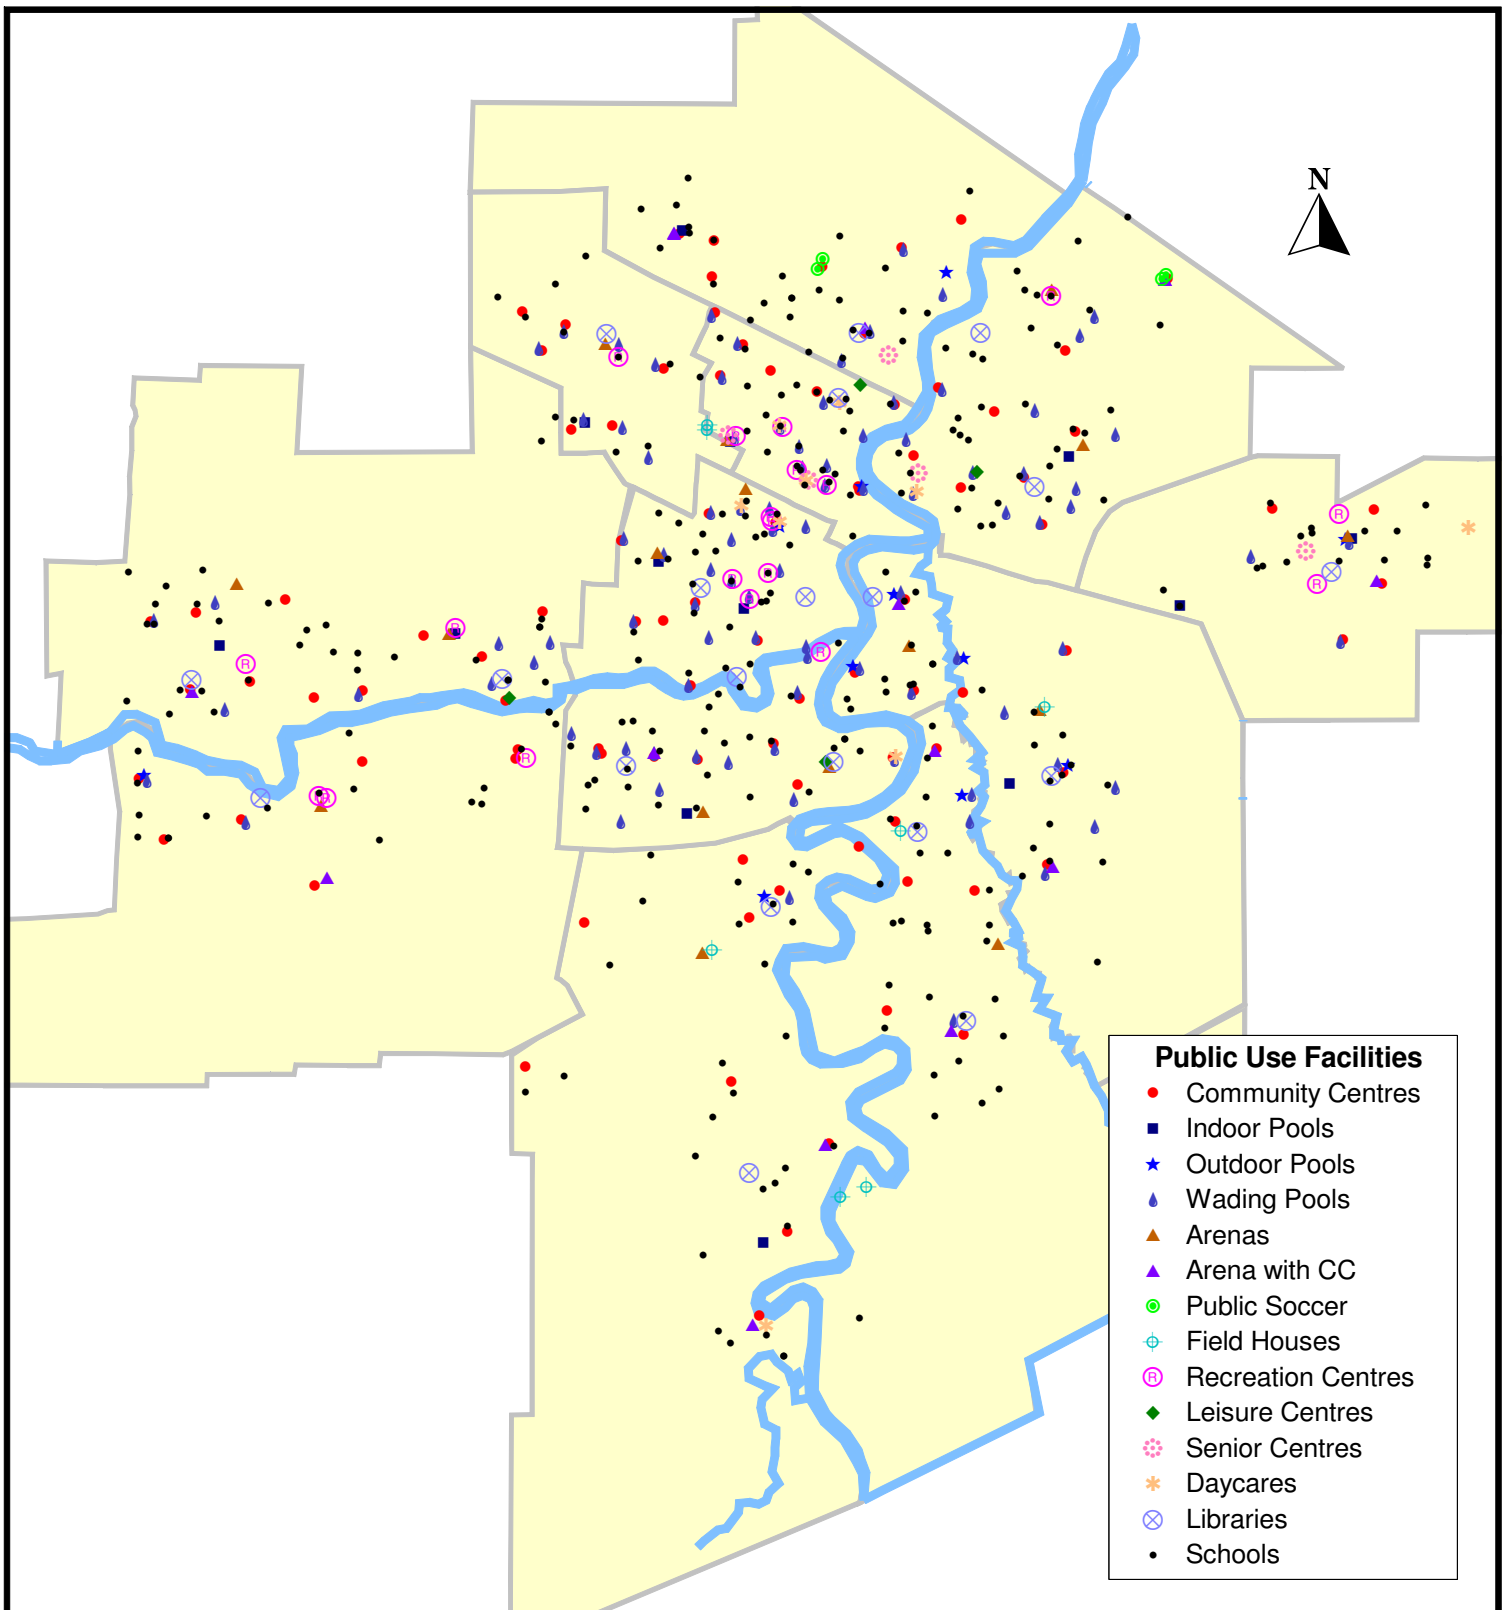 N
Public Use Facilities
Community Centres
Indoor Pools
Outdoor Pools
Wading Pools
Arenas
Arena with CC
Public Soccer
Field Houses
R Recreation Centres
Leisure Centres
Senior Centres
Daycares
Libraries
Schools